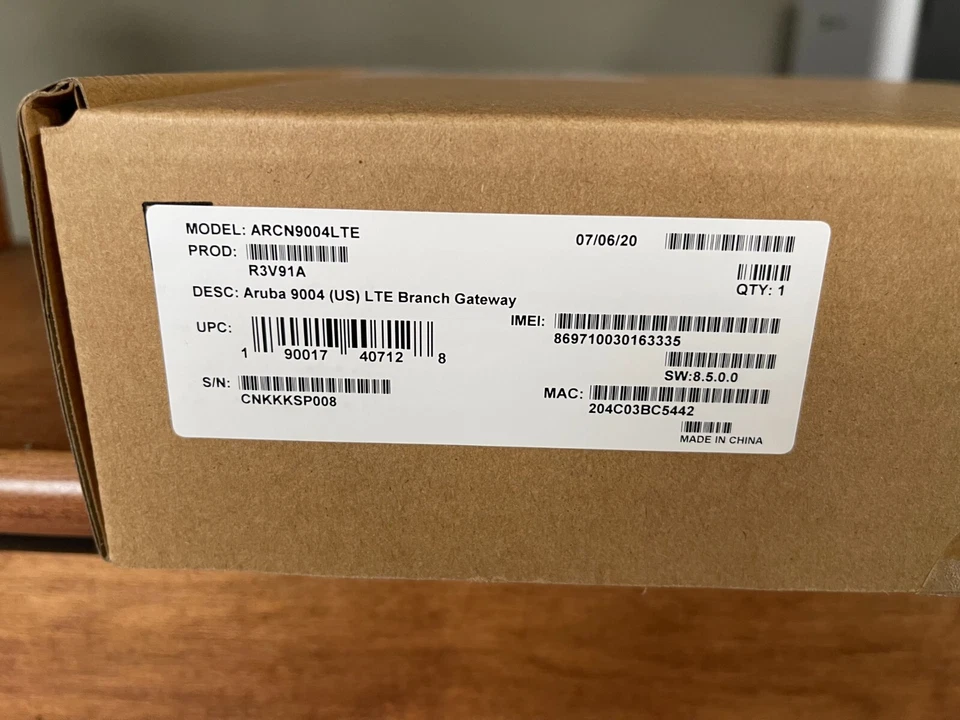 MODEL: ARCN9004LTE
07/06/20
PROD:
R3V91A
QTY: 1
DESC: Aruba 9004 (US) LTE Branch Gateway
UPC:
1 90017 40712 8
IMEI:
869710030163335
SW:8.5.0.0
S/N:
CNKKKSP008
MAC:
204C03BC5442
MADE IN CHINA